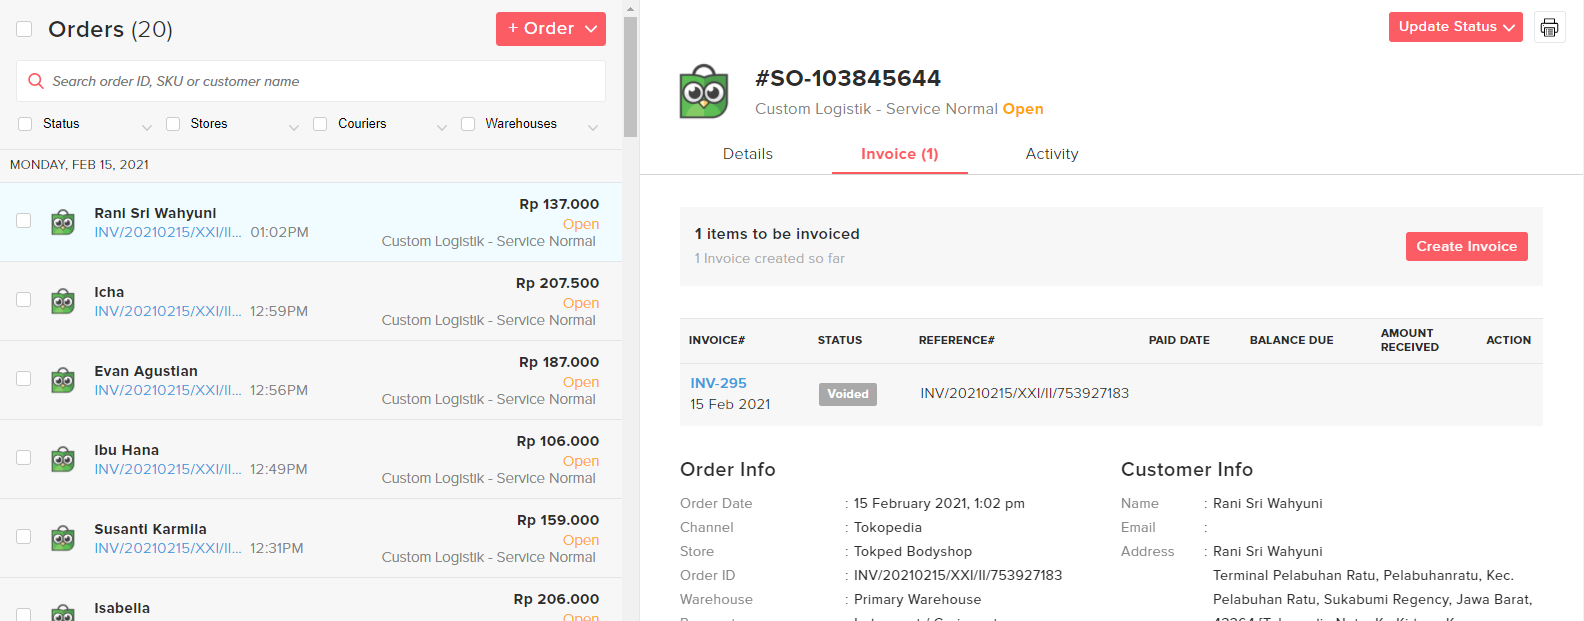 Orders (20)
+ Order
Search order ID, SKU or customer name
Status
Stores
Couriers
Warehouses
MONDAY, FEB 15, 2021
Rani Sri Wahyuni
Rp 137.000
INV/20210215/XXI/II... 01:02PM
Open
Custom Logistik - Service Normal
Icha
Rp 207.500
INV/20210215/XXI/II... 12:59PM
Open
Custom Logistik - Service Normal
Evan Agustian
Rp 187.000
INV/20210215/XXI/II... 12:56PM
Open
Custom Logistik - Service Normal
Ibu Hana
Rp 106.000
INV/20210215/XXI/II... 12:49PM
Open
Custom Logistik - Service Normal
Susanti Karmila
Rp 159.000
INV/20210215/XXI/II... 12:31PM
Open
Custom Logistik - Service Normal
Isabella
Rp 206.000
Open
Update Status
#SO-103845644
Custom Logistik - Service Normal Open
Details
Invoice (1)
Activity
1 items to be invoiced
1 Invoice created so far
Create Invoice
INVOICE#
STATUS
REFERENCE#
PAID DATE
BALANCE DUE
AMOUNT RECEIVED
ACTION
INV-295
15 Feb 2021
Voided
INV/20210215/XXI/II/753927183
Order Info
Order Date : 15 February 2021, 1:02 pm
Channel : Tokopedia
Store : Tokped Bodyshop
Order ID : INV/20210215/XXI/II/753927183
Warehouse : Primary Warehouse
Customer Info
Name : Rani Sri Wahyuni
Email :
Address : Rani Sri Wahyuni
Terminal Pelabuhan Ratu, Pelabuhanratu, Kec.
Pelabuhan Ratu, Sukabumi Regency, Jawa Barat,